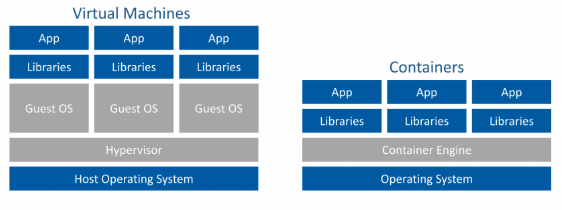 Virtual Machines
App App App
Libraries Libraries Libraries
Guest OS Guest OS Guest OS
Hypervisor
Host Operating System
Containers
App App App
Libraries Libraries Libraries
Container Engine
Operating System